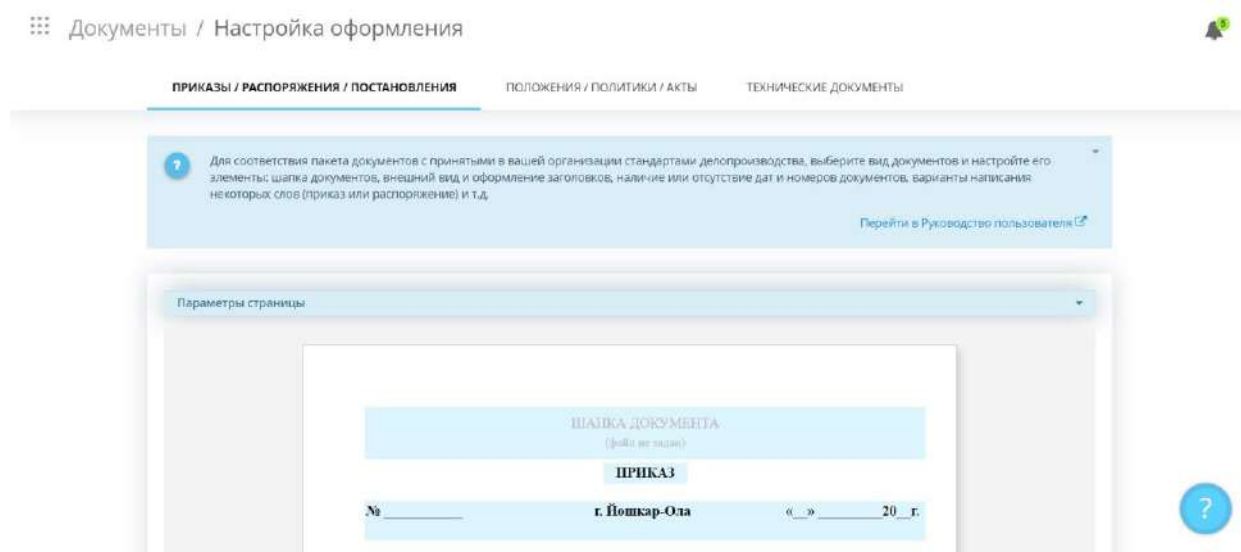 Документы / Настройка оформления
5
ПРИКАЗЫ / РАСПОРЯЖЕНИЯ / ПОСТАНОВЛЕНИЯ ПОЛОЖЕНИЯ / ПОЛИТИКИ / АКТЫ ТЕХНИЧЕСКИЕ ДОКУМЕНТЫ
? Для соответствия пакета документов с принятыми в вашей организации стандартами делопроизводства, выберите вид документов и настройте его
элементы: шапка документов, внешний вид и оформление заголовков, наличие или отсутствие дат и номеров документов, варианты написания
некоторых слов (приказ или распоряжение) и т.д.
Перейти в Руководство пользователя
Параметры страницы
ШАПКА ДОКУМЕНТА
(файл не задан)
ПРИКАЗ
№ ____________ г. Йошкар-Ола «__» __________20__г.
?